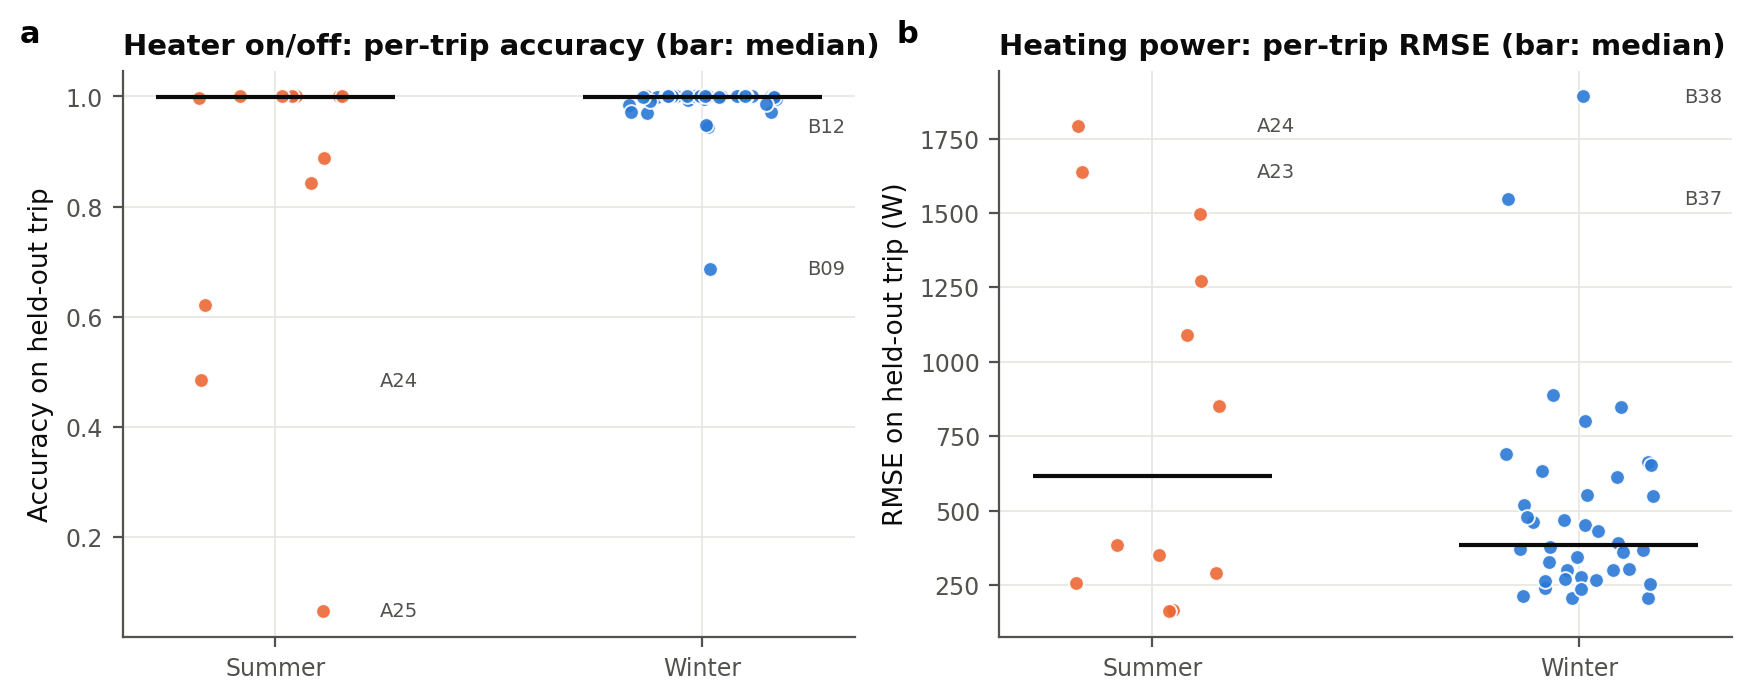 a
Heater on/off: per-trip accuracy (bar: median)
Accuracy on held-out trip
1.0
0.8
0.6
0.4
0.2
B12
B09
A24
A25
Summer
Winter
b
Heating power: per-trip RMSE (bar: median)
RMSE on held-out trip (W)
1750
1500
1250
1000
750
500
250
B38
A24
A23
B37
Summer
Winter